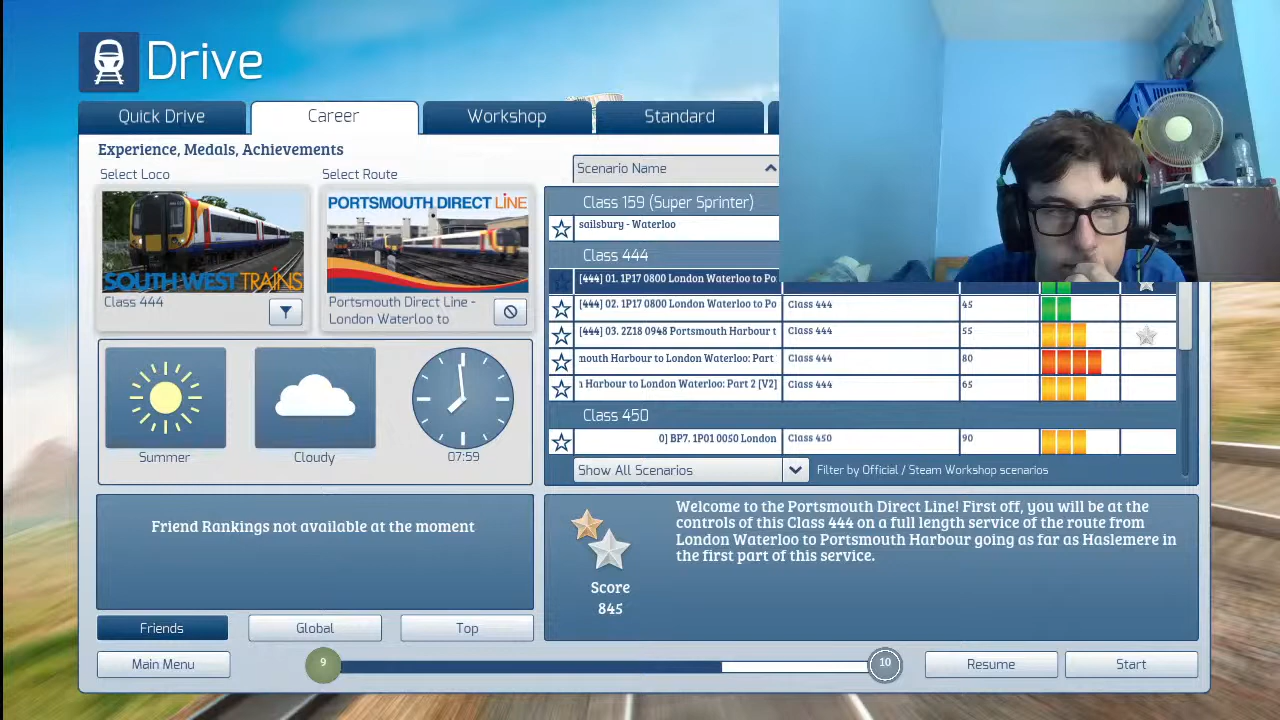 Drive
Quick Drive
Career
Workshop
Standard
Experience, Medals, Achievements
Select Loco
Select Route
SOUTH WEST TRAINS
Class 444
PORTSMOUTH DIRECT LINE
Portsmouth Direct Line -
London Waterloo to
Scenario Name
Class 159 (Super Sprinter)
sailsbury - Waterloo
Class 444
[444] 01. 1P17 0800 London Waterloo to Po
[444] 02. 1P17 0800 London Waterloo to Po Class 444 45
[444] 03. 2Z18 0948 Portsmouth Harbour t Class 444 55
mouth Harbour to London Waterloo: Part Class 444 80
Harbour to London Waterloo: Part 2 [V2] Class 444 65
Class 450
0] BP7. 1P01 0050 London Class 450 90
Show All Scenarios
Filter by Official / Steam Workshop scenarios
Summer
Cloudy
07:59
Friend Rankings not available at the moment
Score
845
Welcome to the Portsmouth Direct Line! First off, you will be at the
controls of this Class 444 on a full length service of the route from
London Waterloo to Portsmouth Harbour going as far as Haslemere in
the first part of this service.
Friends
Global
Top
Main Menu
9
10
Resume
Start